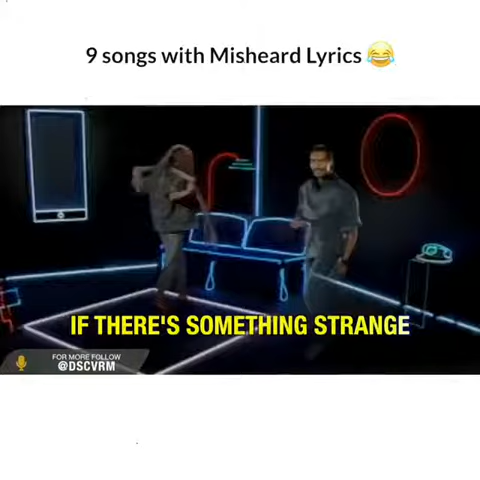 9 songs with Misheard Lyrics 😂
IF THERE'S SOMETHING STRANGE
FOR MORE FOLLOW
@DSCVRM